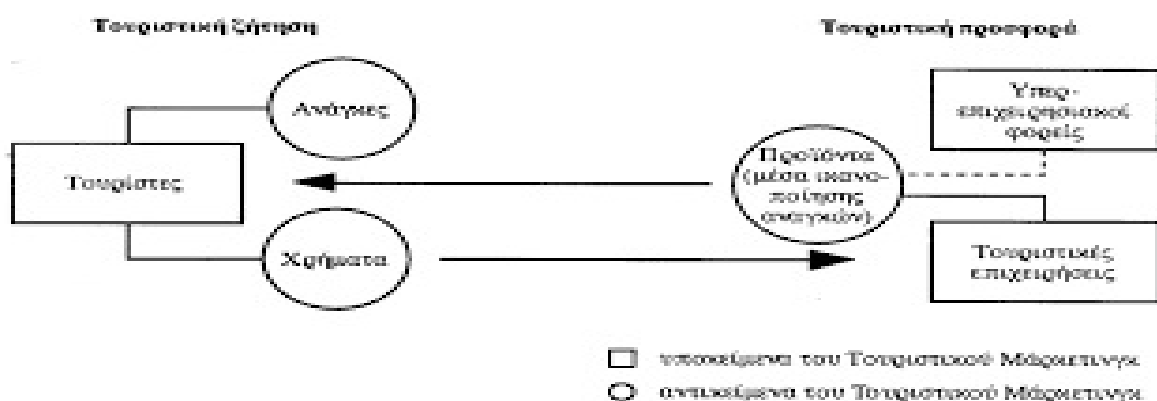 Τουριστική ζήτηση
Τουριστική προσφορά
Ανάγκες
Τουρίστες
Χρήματα
Προϊόντα
(μέσα ικανο-
ποίησης
αναγκών)
Υπερ-
επιχειρησιακοί
φορείς
Τουριστικές
επιχειρήσεις
υποκείμενα του Τουριστικού Μάρκετινγκ
αντικείμενα του Τουριστικού Μάρκετινγκ